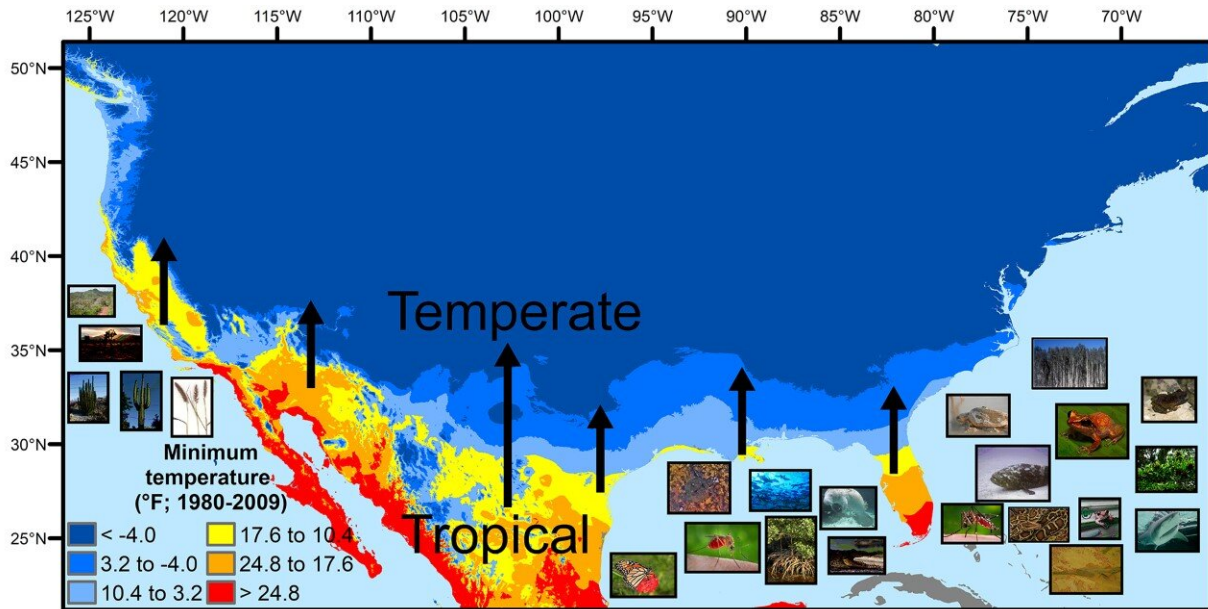 125°W 120°W 115°W 110°W 105°W 100°W 95°W 90°W 85°W 80°W 75°W 70°W
50°N
45°N
40°N
Temperate
35°N
30°N
Minimum
temperature
(°F; 1980-2009)
Tropical
25°N
< -4.0
17.6 to 10.4
3.2 to -4.0
24.8 to 17.6
10.4 to 3.2
> 24.8